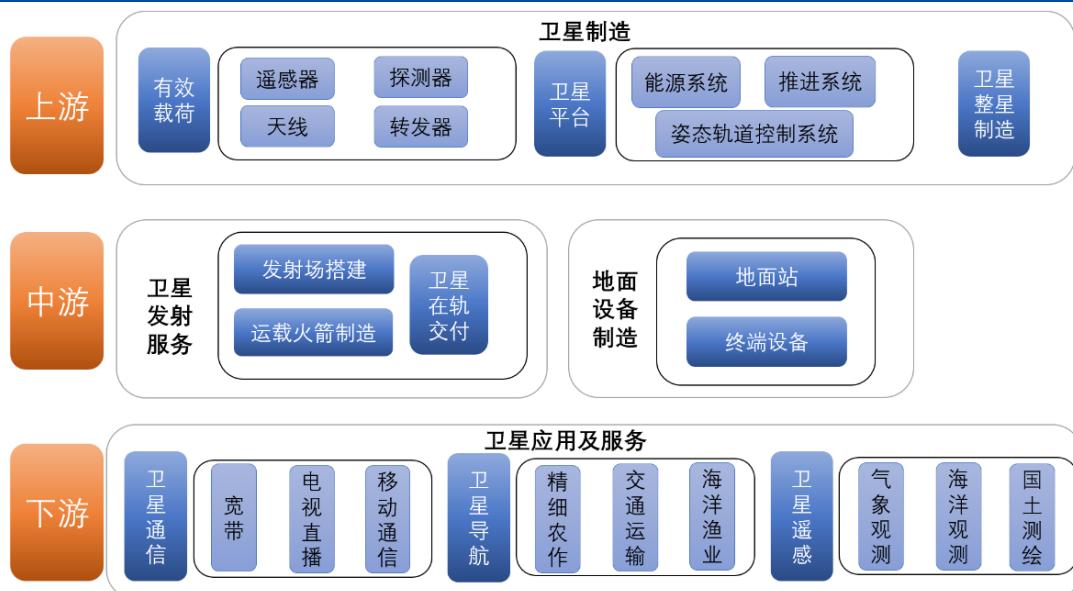 卫星制造
上游
有效
载荷
遥感器
探测器
天线
转发器
卫星
平台
能源系统
推进系统
姿态轨道控制系统
卫星
整星
制造
中游
卫星
发射
服务
发射场搭建
运载火箭制造
卫星
在轨
交付
地面
设备
制造
地面站
终端设备
卫星应用及服务
下游
卫星通信
宽带
电视直播
移动通信
卫星导航
精细农作
交通运输
海洋渔业
卫星遥感
气象观测
海洋观测
国土测绘